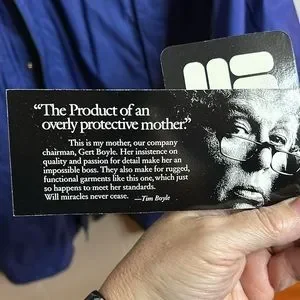 “The Product of an
overly protective mother.”
This is my mother, our company
chairman, Gert Boyle. Her insistence on
quality and passion for detail make her an
impossible boss. They also make for rugged,
functional garments like this one, which just
so happens to meet her standards.
Will miracles never cease. —Tim Boyle